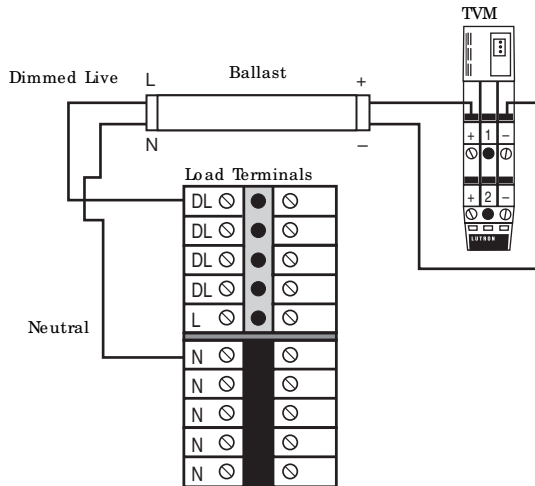 TVM
Dimmed Live
L
Ballast
+
N
–
+ 1 –
+ 2 –
LUTRON
Load Terminals
DL
DL
DL
DL
L
Neutral
N
N
N
N
N